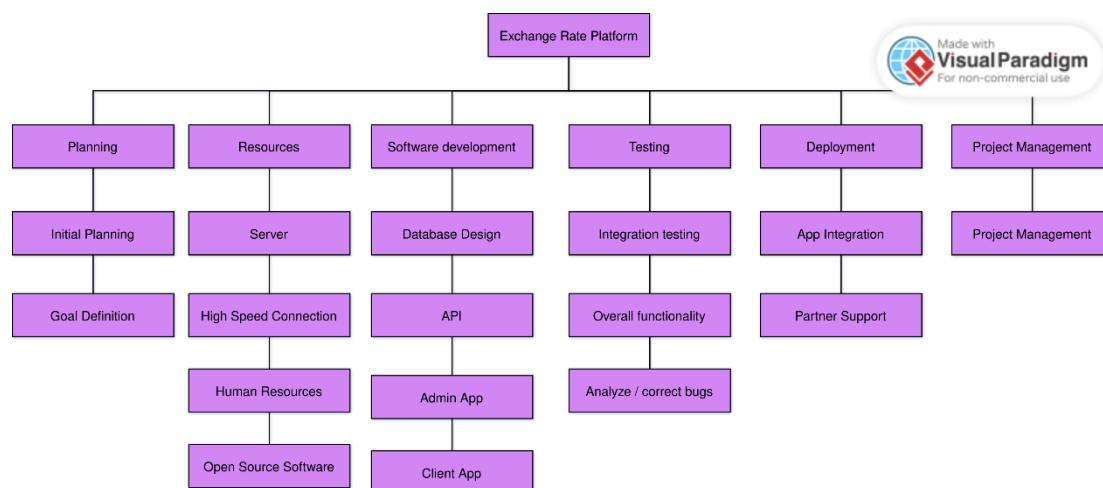 Exchange Rate Platform
Made with
Visual Paradigm
For non-commercial use
Planning
Resources
Software development
Testing
Deployment
Project Management
Initial Planning
Server
Database Design
Integration testing
App Integration
Project Management
Goal Definition
High Speed Connection
API
Overall functionality
Partner Support
Human Resources
Admin App
Analyze / correct bugs
Open Source Software
Client App